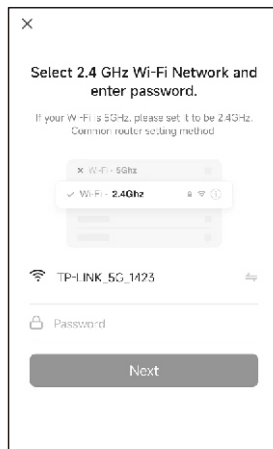 Select 2.4 GHz Wi-Fi Network and
enter password.
If your Wi-Fi is 5GHz, please set it to be 2.4GHz.
Common router setting method
Wi-Fi - 5Ghz
Wi-Fi - 2.4Ghz
TP-LINK_5G_1423
Password
Next